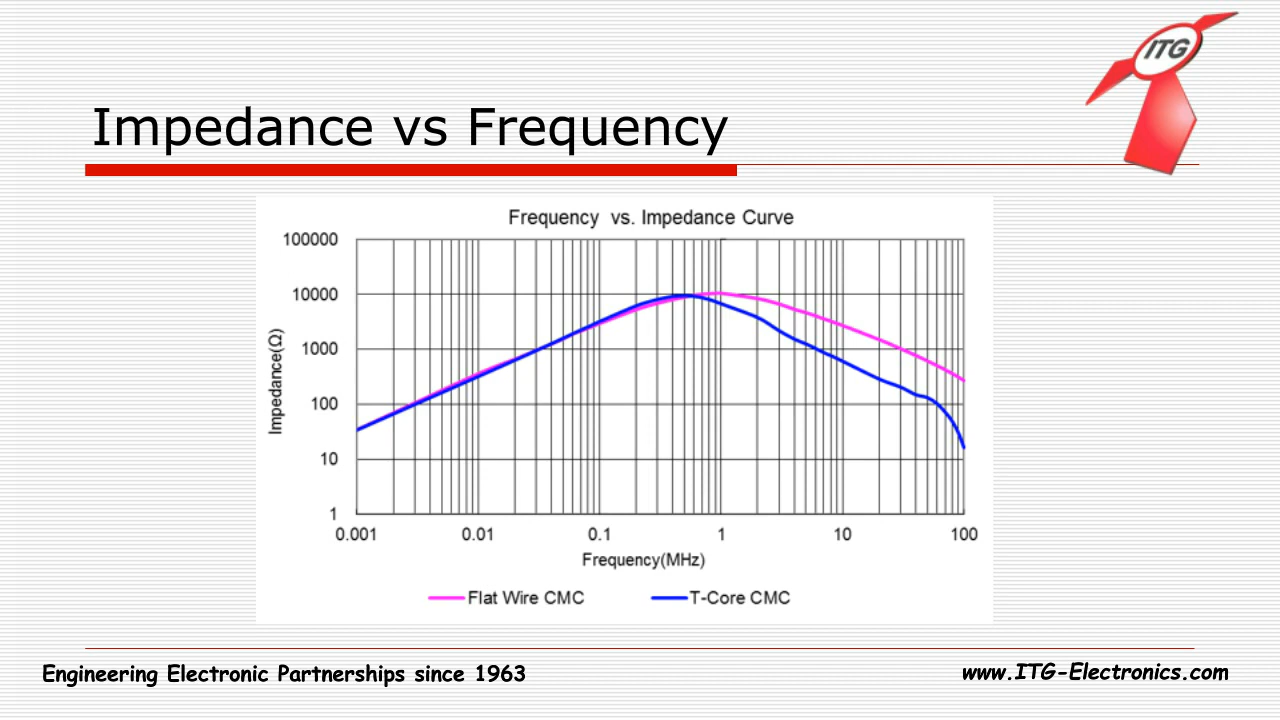 ITG
Impedance vs Frequency
Frequency vs. Impedance Curve
100000
10000
1000
100
10
1
Impedance(Ω)
0.001 0.01 0.1 1 10 100
Frequency(MHz)
Flat Wire CMC T-Core CMC
Engineering Electronic Partnerships since 1963
www.ITG-Electronics.com